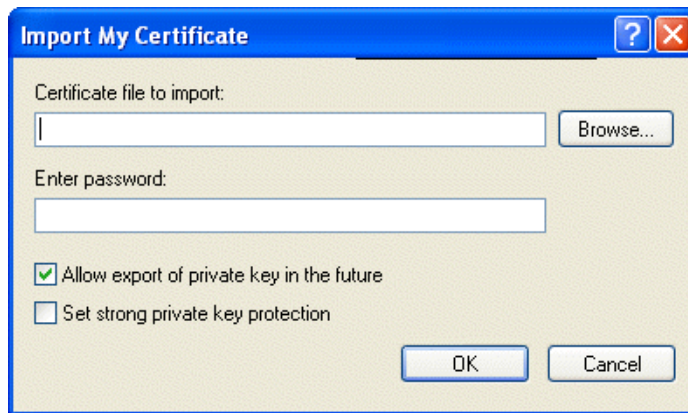 Import My Certificate
Certificate file to import:
Browse...
Enter password:
Allow export of private key in the future
Set strong private key protection
OK Cancel